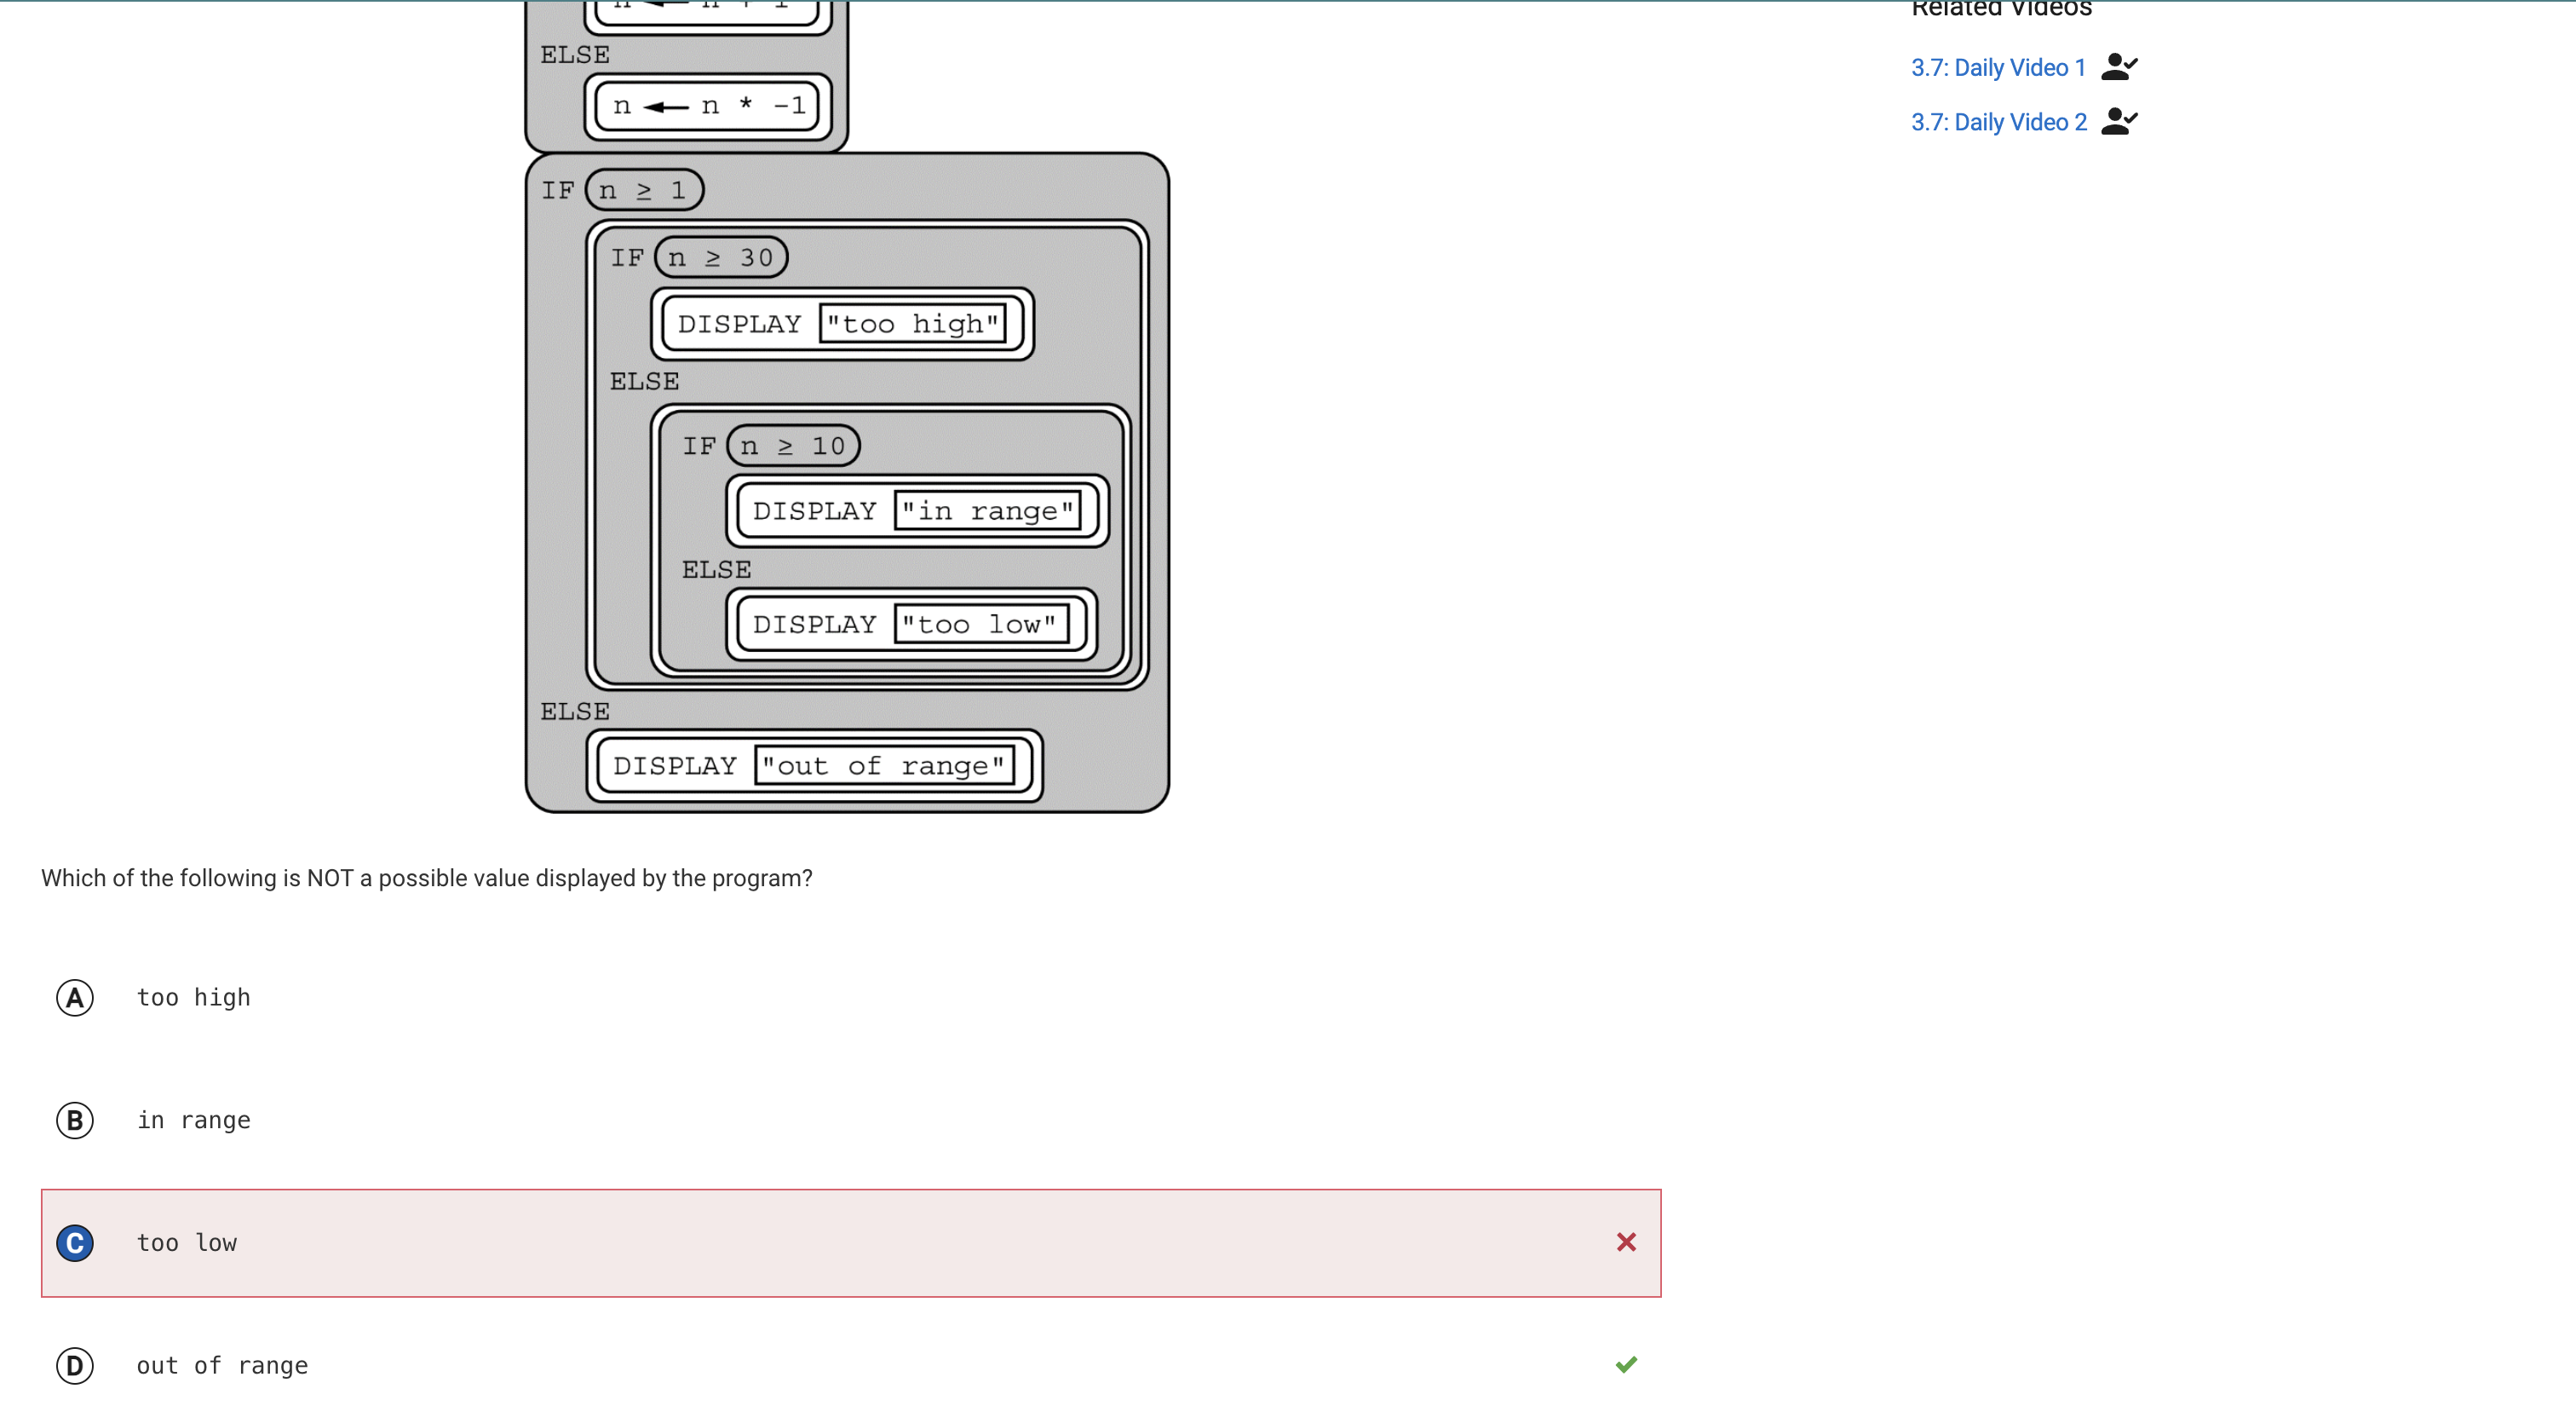 Related Videos
3.7: Daily Video 1
3.7: Daily Video 2
ELSE
n ← n * -1
IF n ≥ 1
IF n ≥ 30
DISPLAY "too high"
ELSE
IF n ≥ 10
DISPLAY "in range"
ELSE
DISPLAY "too low"
ELSE
DISPLAY "out of range"
Which of the following is NOT a possible value displayed by the program?
A too high
B in range
C too low
D out of range